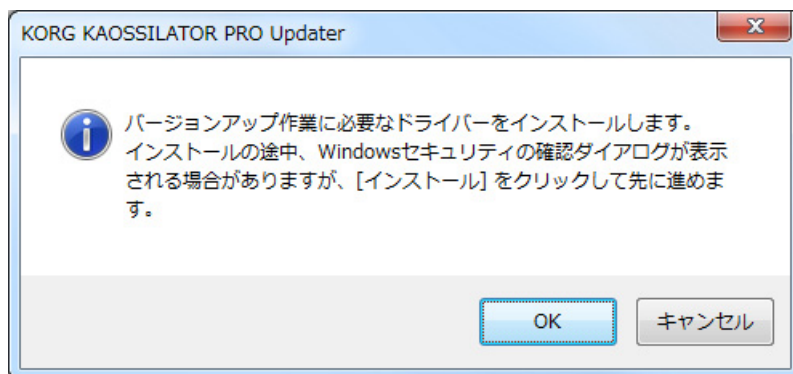 KORG KAOSSILATOR PRO Updater
バージョンアップ作業に必要なドライバーをインストールします。
インストールの途中、Windowsセキュリティの確認ダイアログが表示
される場合がありますが、[インストール] をクリックして先に進めま
す。
OK
キャンセル